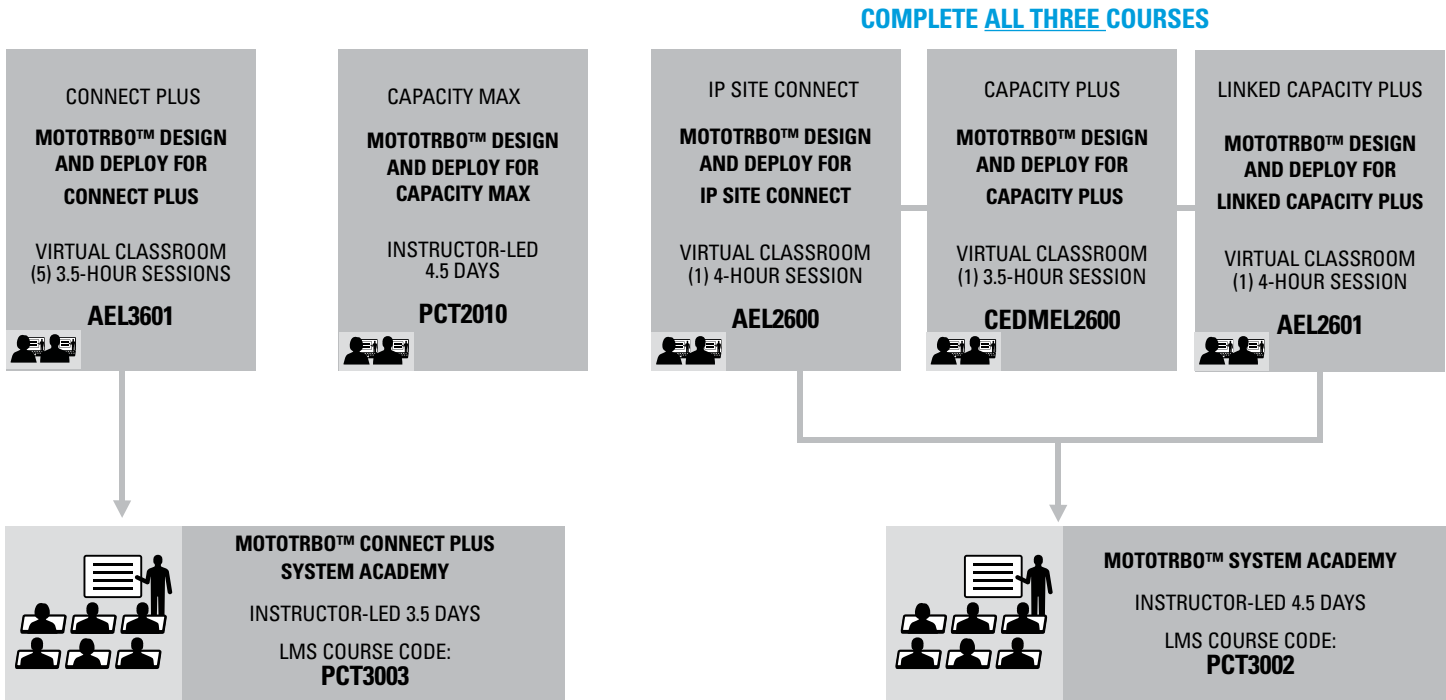 COMPLETE ALL THREE COURSES
CONNECT PLUS
MOTOTRBO™ DESIGN
AND DEPLOY FOR
CONNECT PLUS
VIRTUAL CLASSROOM
(5) 3.5-HOUR SESSIONS
AEL3601
CAPACITY MAX
MOTOTRBO™ DESIGN
AND DEPLOY FOR
CAPACITY MAX
INSTRUCTOR-LED
4.5 DAYS
PCT2010
IP SITE CONNECT
MOTOTRBO™ DESIGN
AND DEPLOY FOR
IP SITE CONNECT
VIRTUAL CLASSROOM
(1) 4-HOUR SESSION
AEL2600
CAPACITY PLUS
MOTOTRBO™ DESIGN
AND DEPLOY FOR
CAPACITY PLUS
VIRTUAL CLASSROOM
(1) 3.5-HOUR SESSION
CEDMEL2600
LINKED CAPACITY PLUS
MOTOTRBO™ DESIGN
AND DEPLOY FOR
LINKED CAPACITY PLUS
VIRTUAL CLASSROOM
(1) 4-HOUR SESSION
AEL2601
MOTOTRBO™ CONNECT PLUS
SYSTEM ACADEMY
INSTRUCTOR-LED 3.5 DAYS
LMS COURSE CODE:
PCT3003
MOTOTRBO™ SYSTEM ACADEMY
INSTRUCTOR-LED 4.5 DAYS
LMS COURSE CODE:
PCT3002